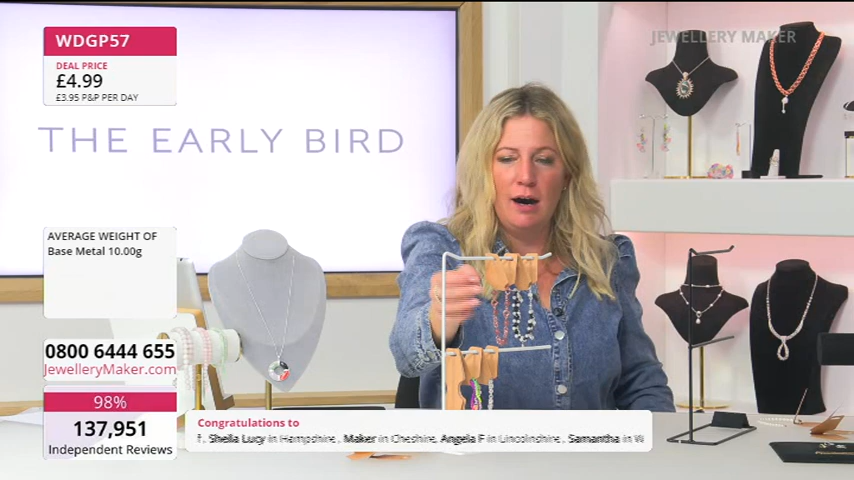 WDGP57
JEWELLERY MAKER
DEAL PRICE
£4.99
£3.95 P&P PER DAY
THE EARLY BIRD
AVERAGE WEIGHT OF
Base Metal 10.00g
0800 6444 655
JewelleryMaker.com
98%
137,951
Independent Reviews
Congratulations to
Sheila Lucy in Hampshire, Maker in Cheshire, Angela F in Lincolnshire, Samantha in W